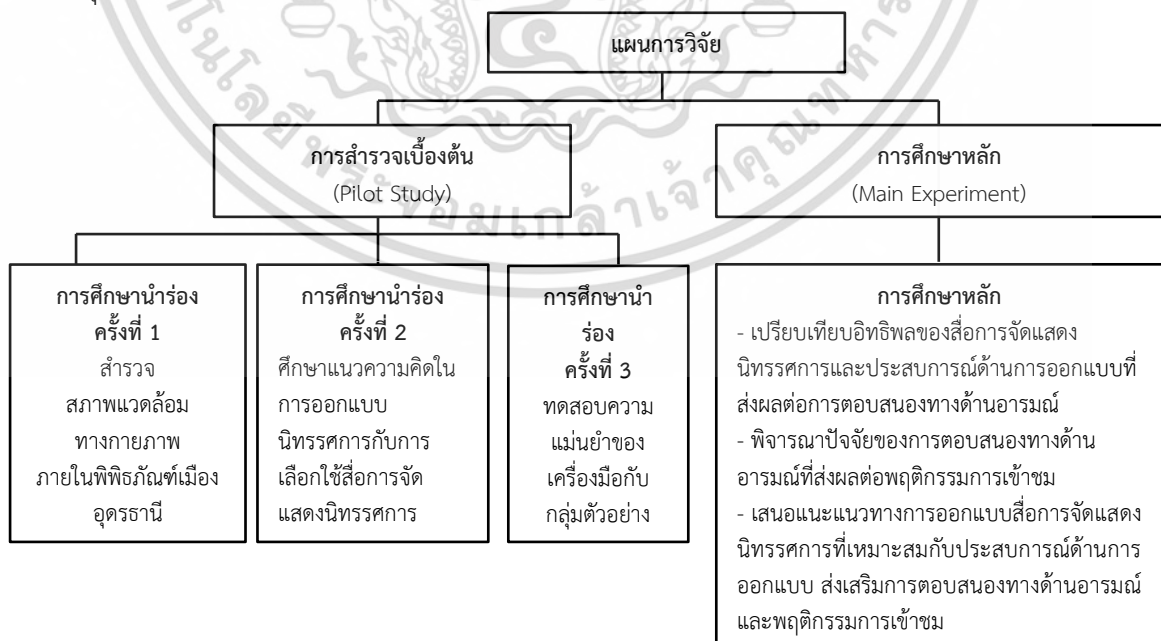 แผนการวิจัย
การสำรวจเบื้องต้น
(Pilot Study)
การศึกษาหลัก
(Main Experiment)
การศึกษานำร่อง
ครั้งที่ 1
สำรวจ
สภาพแวดล้อม
ทางกายภาพ
ภายในพิพิธภัณฑ์เมือง
อุดรธานี
การศึกษานำร่อง
ครั้งที่ 2
ศึกษาแนวความคิดใน
การออกแบบ
นิทรรศการกับการ
เลือกใช้สื่อการจัด
แสดงนิทรรศการ
การศึกษานำ
ร่อง
ครั้งที่ 3
ทดสอบความ
แม่นยำของ
เครื่องมือกับ
กลุ่มตัวอย่าง
การศึกษาหลัก
- เปรียบเทียบอิทธิพลของสื่อการจัดแสดง
นิทรรศการและประสบการณ์ด้านการออกแบบที่
ส่งผลต่อการตอบสนองทางด้านอารมณ์
- พิจารณาปัจจัยของการตอบสนองทางด้าน
อารมณ์ที่ส่งผลต่อพฤติกรรมการเข้าชม
- เสนอแนะแนวทางการออกแบบสื่อการจัดแสดง
นิทรรศการที่เหมาะสมกับประสบการณ์ด้านการ
ออกแบบ ส่งเสริมการตอบสนองทางด้านอารมณ์
และพฤติกรรมการเข้าชม